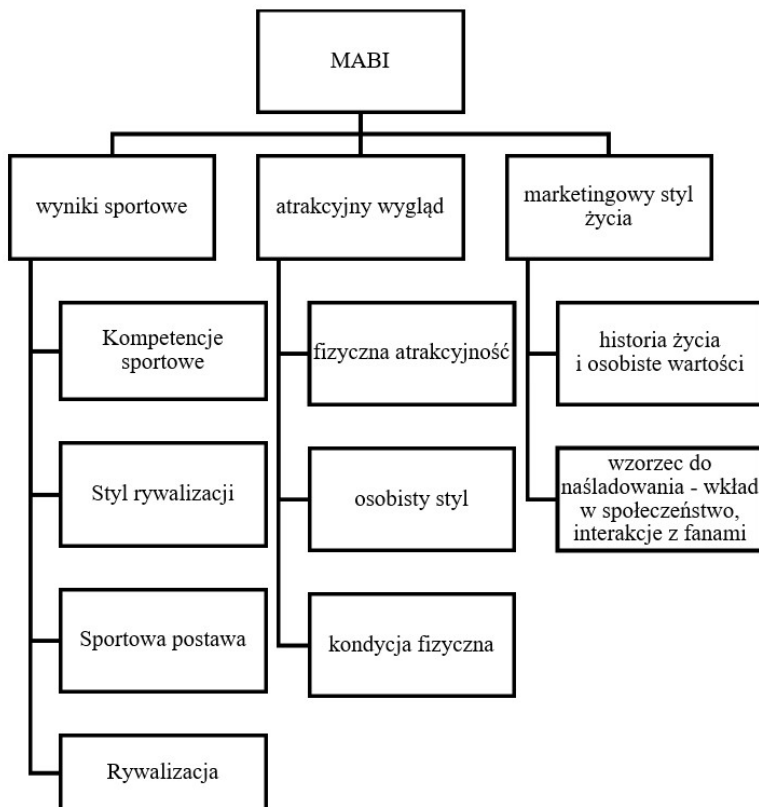 MABI
wyniki sportowe
atrakcyjny wygląd
marketingowy styl
życia
Kompetencje
sportowe
Styl rywalizacji
Sportowa postawa
Rywalizacja
fizyczna atrakcyjność
osobisty styl
kondycja fizyczna
historia życia
i osobiste wartości
wzorzec do
naśladowania - wkład
w społeczeństwo,
interakcje z fanami